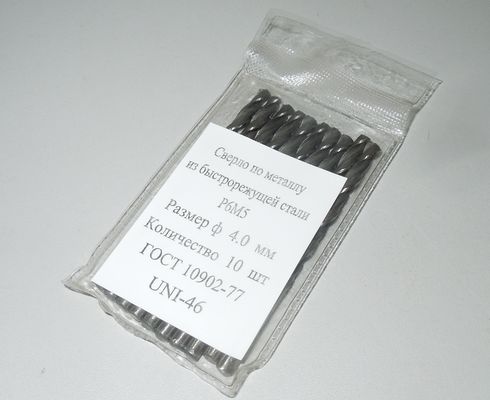 Сверло по металлу
из быстрорежущей стали
Р6М5
Размер ф 4.0 мм
Количество 10 шт
ГОСТ 10902-77
UNI-46